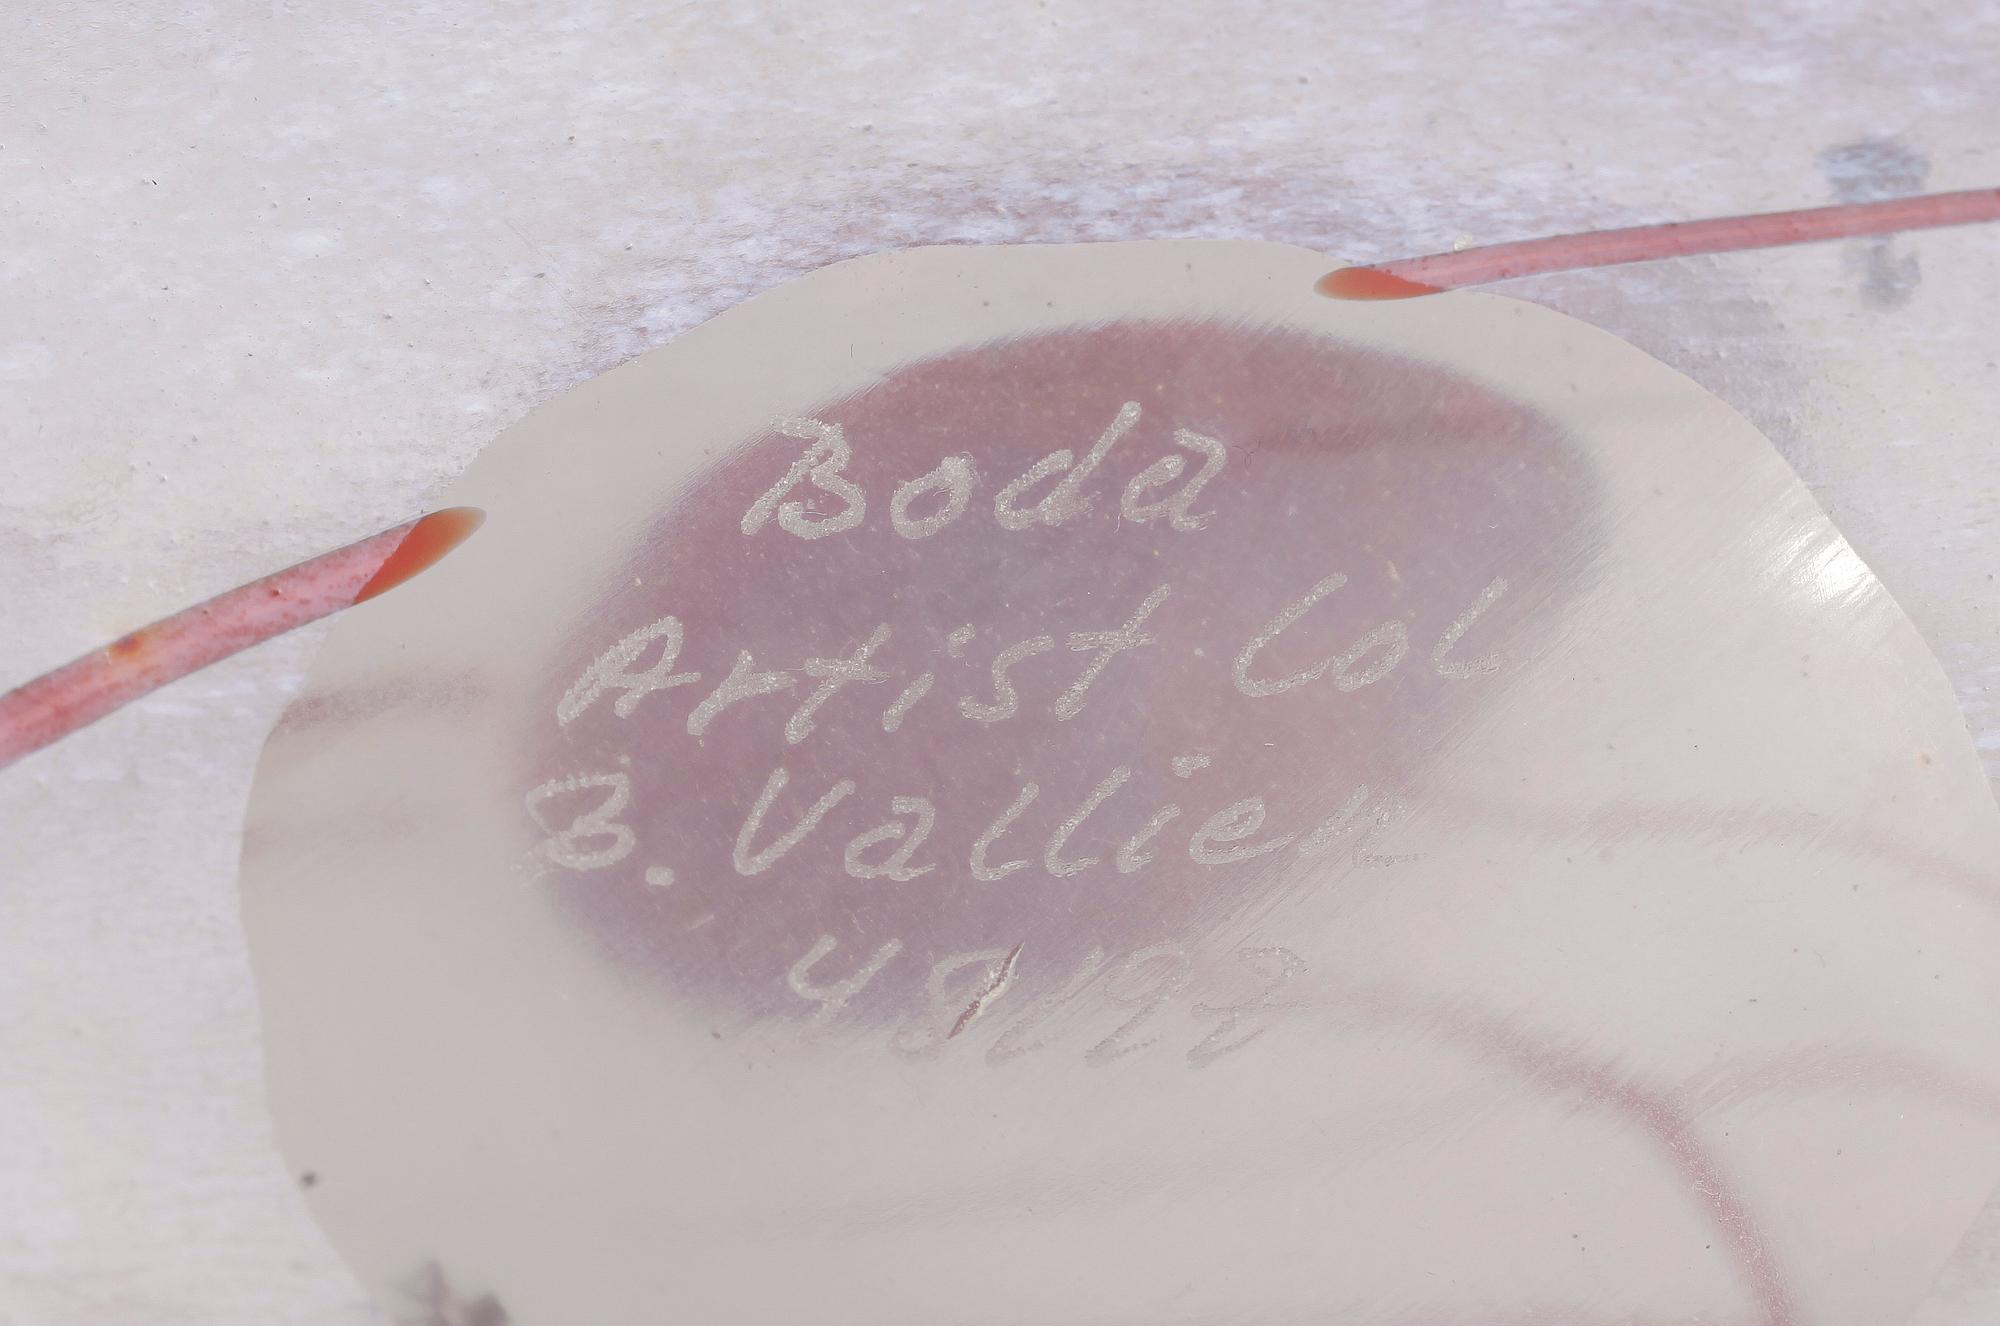 Boda
Artist Col
B. Vallien